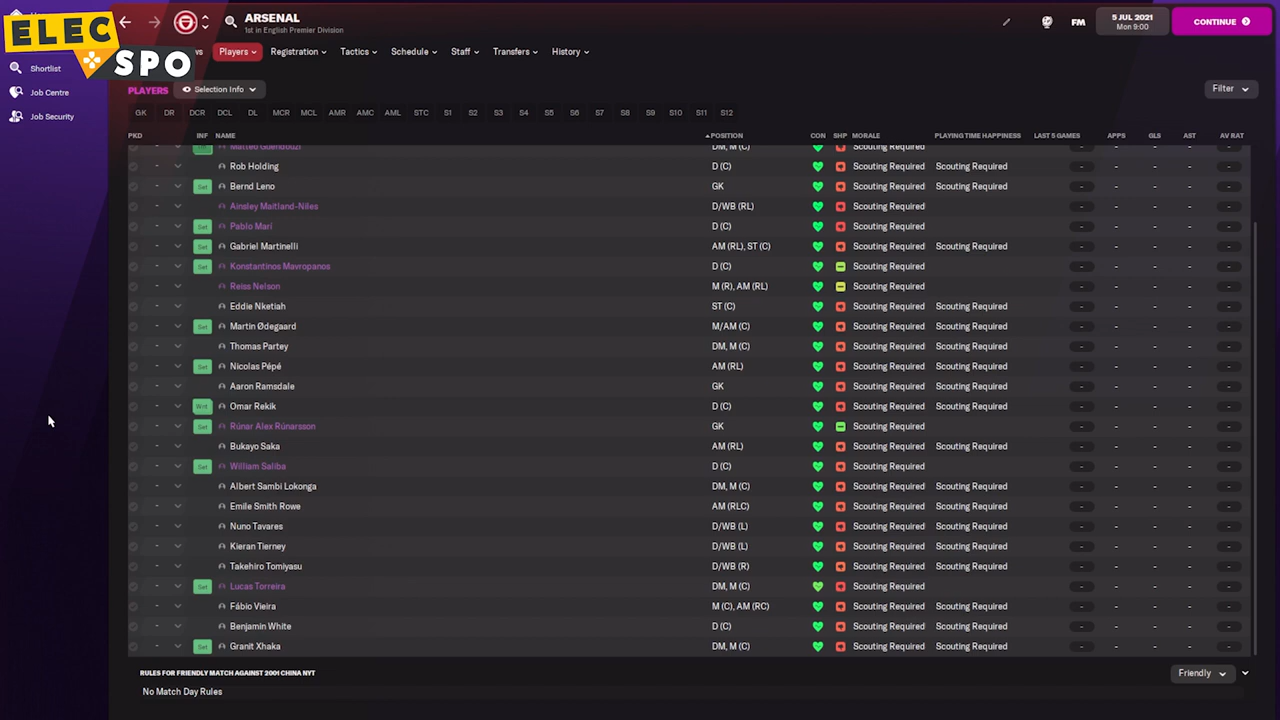 ELEC
SPO
ARSENAL
1st in English Premier Division
FM
5 JUL 2021
Mon 9:00
CONTINUE
Players
Registration
Tactics
Schedule
Staff
Transfers
History
Shortlist
Job Centre
Job Security
PLAYERS
Selection Info
Filter
GK DR DCR DCL DL MCR MCL AMR AMC AML STC S1 S2 S3 S4 S5 S6 S7 S8 S9 S10 S11 S12
PKD INF NAME POSITION CON SHP MORALE PLAYING TIME HAPPINESS LAST 5 GAMES APPS GLS AST AV RAT
Matteo Guendouzi DM, M (C) Scouting Required
- Rob Holding D (C) Scouting Required Scouting Required - - - - -
- Set Bernd Leno GK Scouting Required Scouting Required - - - - -
- Ainsley Maitland-Niles D/WB (RL) Scouting Required - - - - -
- Set Pablo Marí D (C) Scouting Required - - - - -
- Set Gabriel Martinelli AM (RL), ST (C) Scouting Required Scouting Required - - - - -
- Set Konstantinos Mavropanos D (C) Scouting Required - - - - -
- Reiss Nelson M (R), AM (RL) Scouting Required - - - - -
- Eddie Nketiah ST (C) Scouting Required Scouting Required - - - - -
- Set Martin Ødegaard M/AM (C) Scouting Required Scouting Required - - - - -
- Thomas Partey DM, M (C) Scouting Required Scouting Required - - - - -
- Set Nicolas Pépé AM (RL) Scouting Required Scouting Required - - - - -
- Aaron Ramsdale GK Scouting Required Scouting Required - - - - -
- Wnt Omar Rekik D (C) Scouting Required Scouting Required - - - - -
- Set Rúnar Alex Rúnarsson GK Scouting Required - - - - -
- Bukayo Saka AM (RL) Scouting Required Scouting Required - - - - -
- Set William Saliba D (C) Scouting Required - - - - -
- Albert Sambi Lokonga DM, M (C) Scouting Required Scouting Required - - - - -
- Emile Smith Rowe AM (RLC) Scouting Required Scouting Required - - - - -
- Nuno Tavares D/WB (L) Scouting Required Scouting Required - - - - -
- Kieran Tierney D/WB (L) Scouting Required Scouting Required - - - - -
- Takehiro Tomiyasu D/WB (R) Scouting Required Scouting Required - - - - -
- Set Lucas Torreira DM, M (C) Scouting Required - - - - -
- Fábio Vieira M (C), AM (RC) Scouting Required Scouting Required - - - - -
- Benjamin White D (C) Scouting Required Scouting Required - - - - -
- Set Granit Xhaka DM, M (C) Scouting Required Scouting Required - - - - -
RULES FOR FRIENDLY MATCH AGAINST 2001 CHINA NYT
Friendly
No Match Day Rules